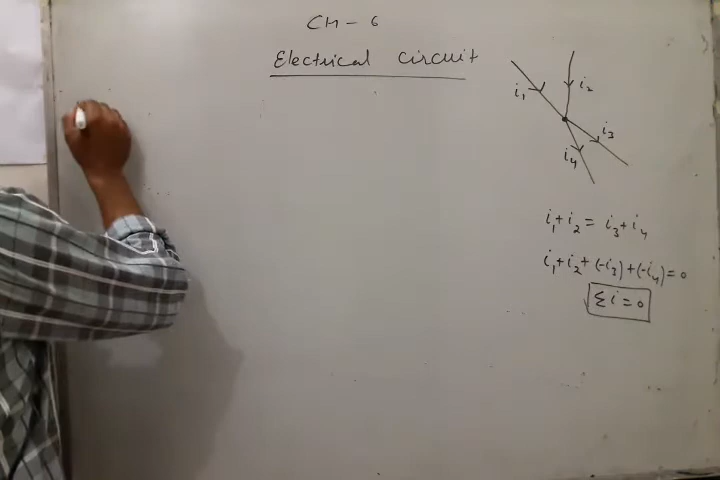 CH - 6
Electrical circuit
i₁ i₂
i₃
i₄
i₁+i₂ = i₃+i₄
i₁+i₂+(-i₃)+(-i₄)=0
Σi=0